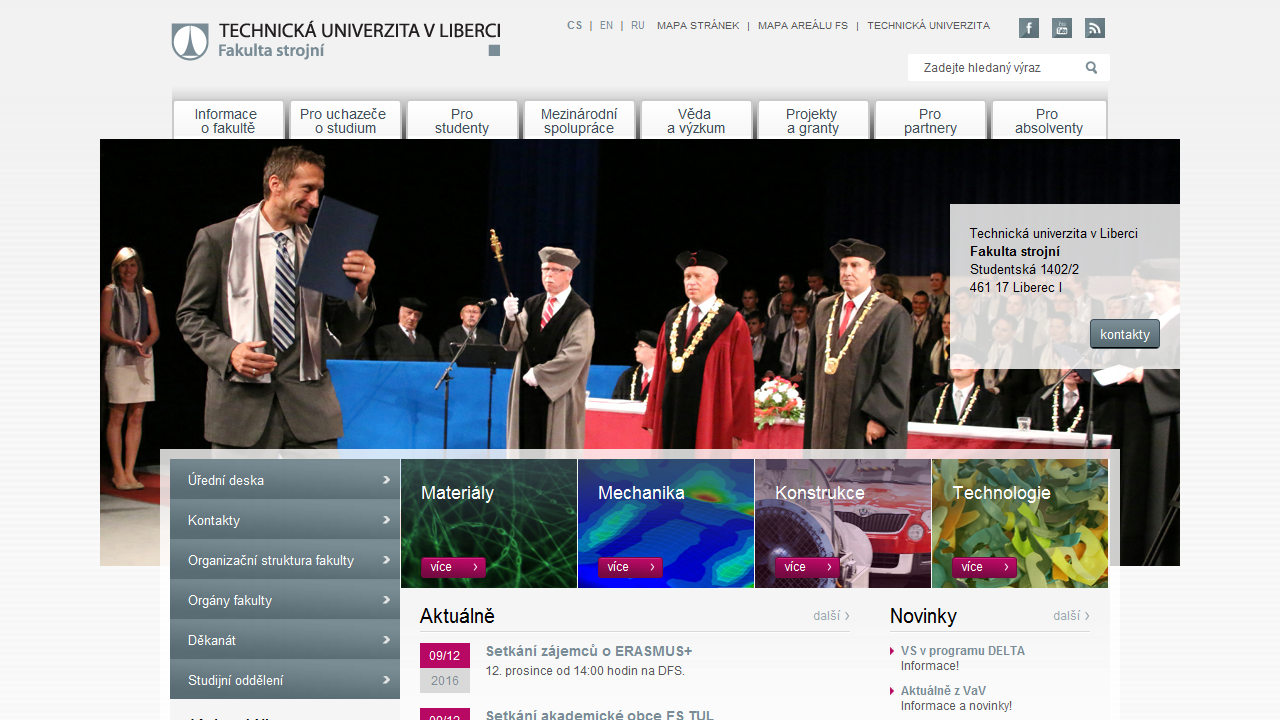 TECHNICKÁ UNIVERZITA V LIBERCI
Fakulta strojní
CS | EN | RU MAPA STRÁNEK | MAPA AREÁLU FS | TECHNICKÁ UNIVERZITA
Zadejte hledaný výraz
Informace
o fakultě
Pro uchazeče
o studium
Pro
studenty
Mezinárodní
spolupráce
Věda
a výzkum
Projekty
a granty
Pro
partnery
Pro
absolventy
Technická univerzita v Liberci
Fakulta strojní
Studentská 1402/2
461 17 Liberec I
kontakty
Úřední deska
Kontakty
Organizační struktura fakulty
Orgány fakulty
Děkanát
Studijní oddělení
Materiály
více
Mechanika
více
Konstrukce
více
Technologie
více
Aktuálně
další
09/12
2016
Setkání zájemců o ERASMUS+
12. prosince od 14:00 hodin na DFS.
Setkání akademické obce FS TUL
Novinky
další
VS v programu DELTA
Informace!
Aktuálně z VaV
Informace a novinky!